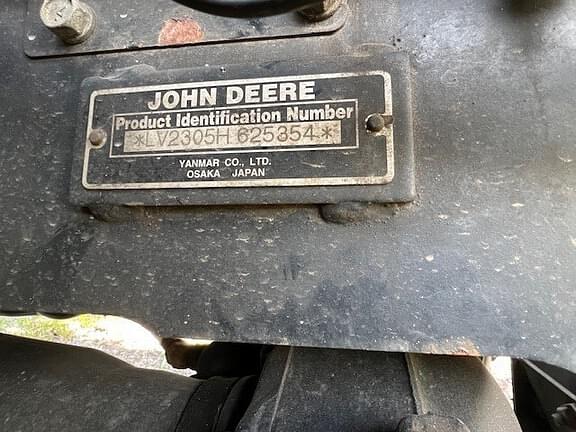 JOHN DEERE
Product Identification Number
*LV2305H 625354*
YANMAR CO., LTD.
OSAKA JAPAN